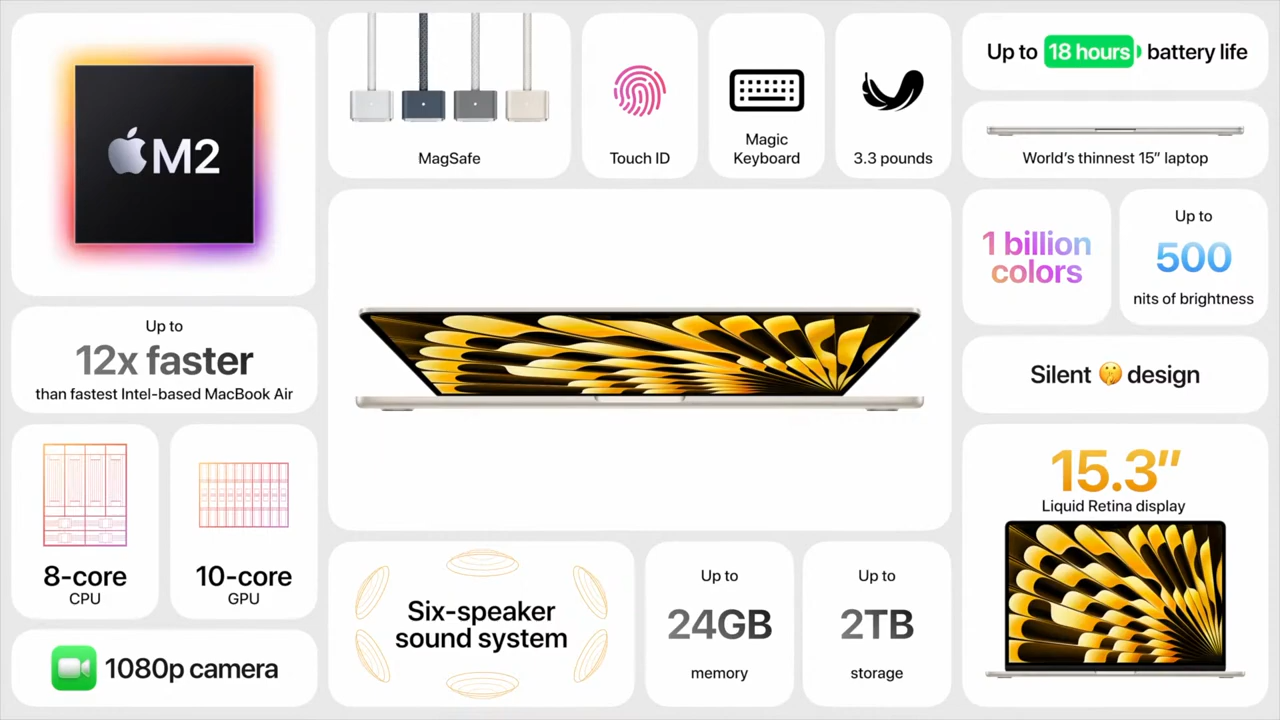 M2
MagSafe
Touch ID
Magic
Keyboard
3.3 pounds
Up to 18 hours battery life
World's thinnest 15″ laptop
1 billion
colors
Up to
500
nits of brightness
Up to
12x faster
than fastest Intel-based MacBook Air
Silent 🤫 design
8-core
CPU
10-core
GPU
15.3″
Liquid Retina display
Six-speaker
sound system
Up to
24GB
memory
Up to
2TB
storage
1080p camera